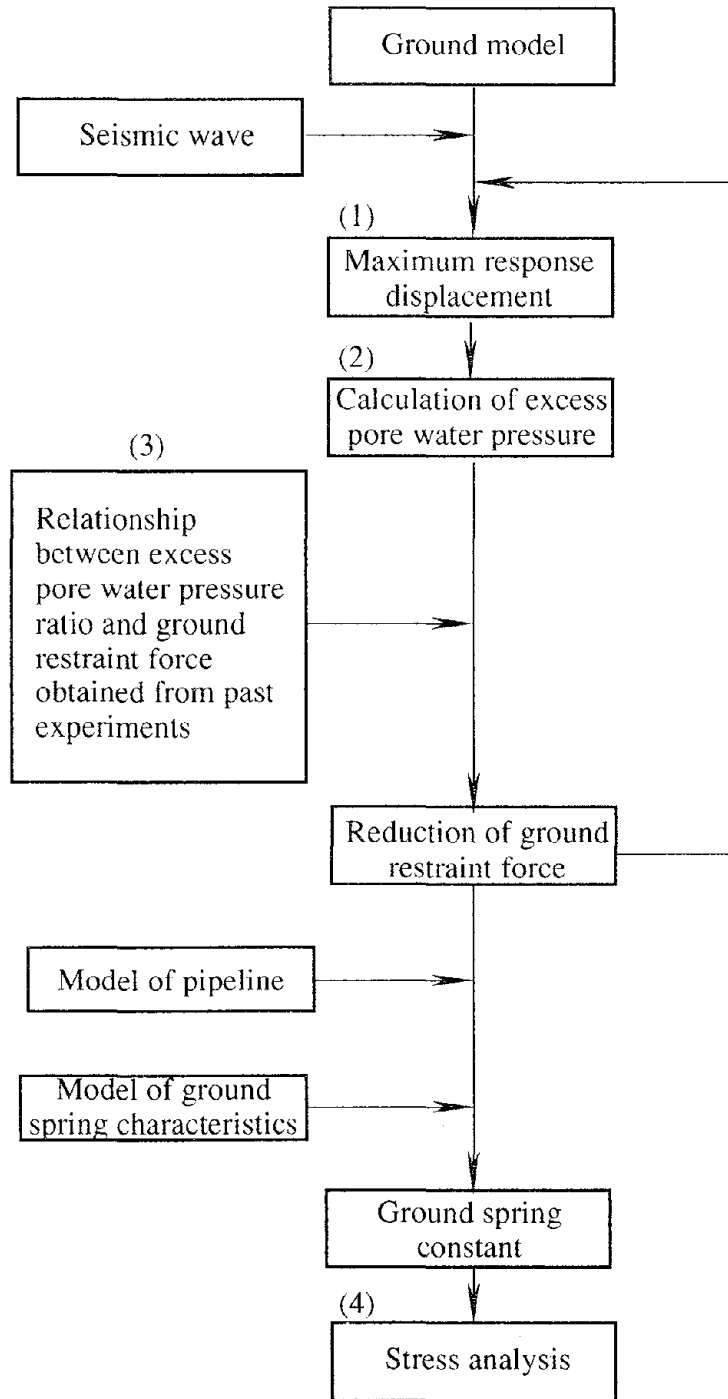 Ground model
Seismic wave
(1)
Maximum response
displacement
(2)
Calculation of excess
pore water pressure
(3)
Relationship
between excess
pore water pressure
ratio and ground
restraint force
obtained from past
experiments
Reduction of ground
restraint force
Model of pipeline
Model of ground
spring characteristics
Ground spring
constant
(4)
Stress analysis